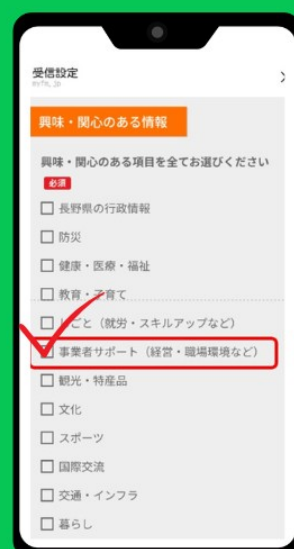 受信設定
興味・関心のある情報
興味・関心のある項目を全てお選びください
必須
長野県の行政情報
防災
健康・医療・福祉
教育・子育て
しごと（就労・スキルアップなど）
事業者サポート（経営・職場環境など）
観光・特産品
文化
スポーツ
国際交流
交通・インフラ
暮らし